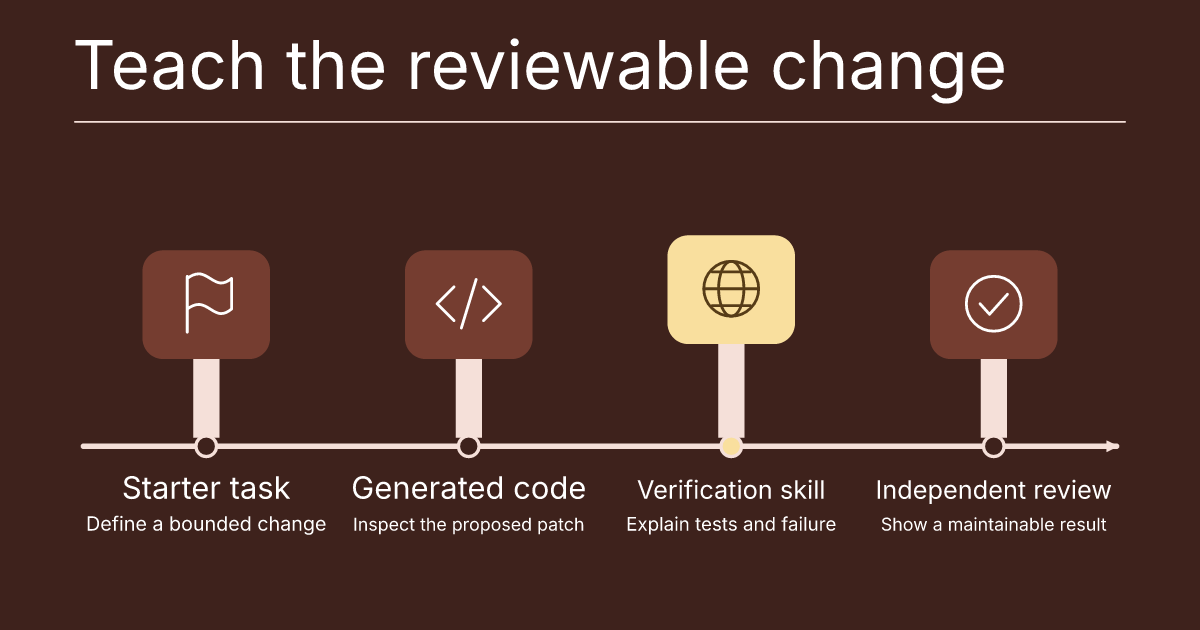 Teach the reviewable change
Starter task
Define a bounded change
Generated code
Inspect the proposed patch
Verification skill
Explain tests and failure
Independent review
Show a maintainable result